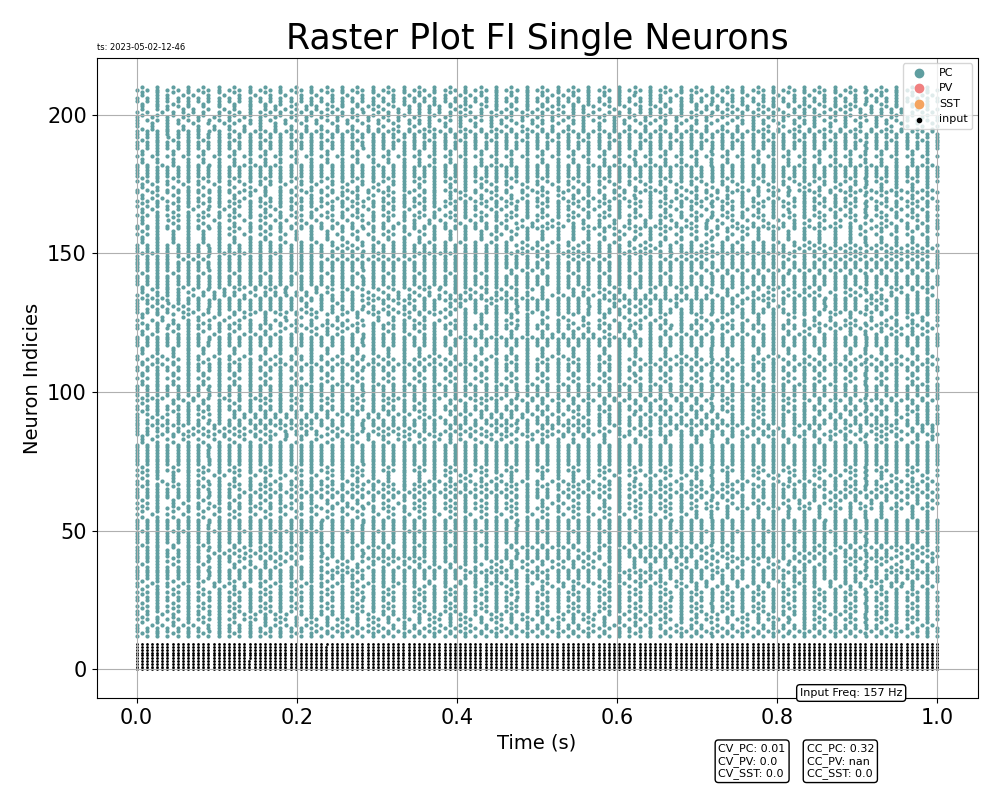 Raster Plot FI Single Neurons
ts: 2023-05-02-12-46
PC
PV
SST
input
200
150
100
50
0
Neuron Indicies
0.0 0.2 0.4 0.6 0.8 1.0
Time (s)
Input Freq: 157 Hz
CV_PC: 0.01
CV_PV: 0.0
CV_SST: 0.0
CC_PC: 0.32
CC_PV: nan
CC_SST: 0.0